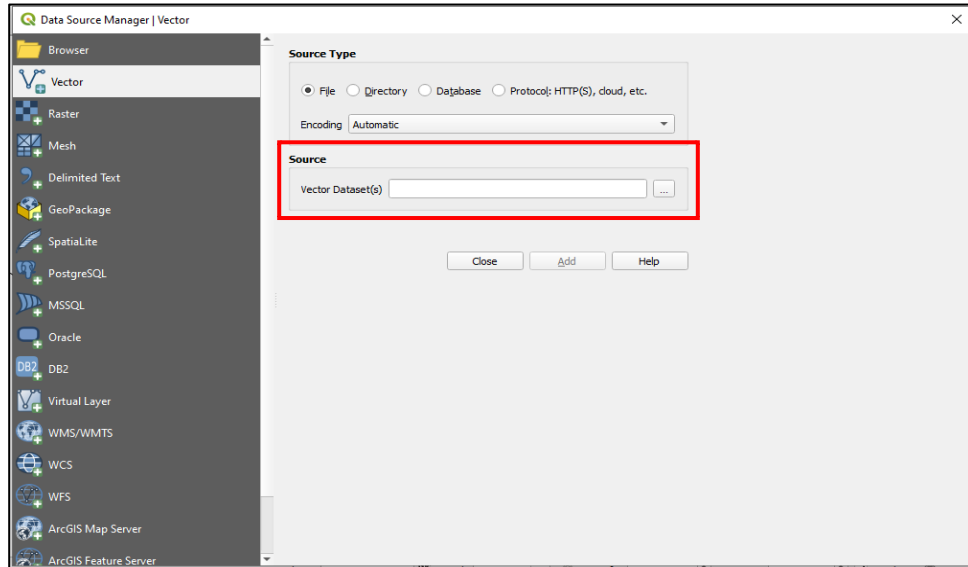 Data Source Manager | Vector
Browser
Vector
Raster
Mesh
Delimited Text
GeoPackage
SpatiaLite
PostgreSQL
MSSQL
Oracle
DB2
DB2
Virtual Layer
WMS/WMTS
WCS
WFS
ArcGIS Map Server
ArcGIS Feature Server
Source Type
File Directory Database Protocol: HTTP(S), cloud, etc.
Encoding Automatic
Source
Vector Dataset(s) ...
Close Add Help